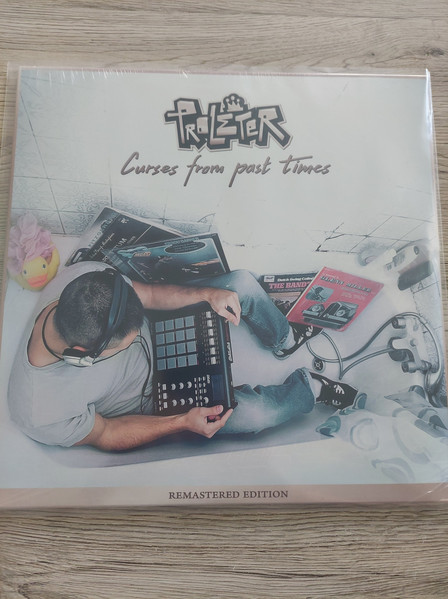 PROLETER
Curses from past times
THE BAND
REMASTERED EDITION